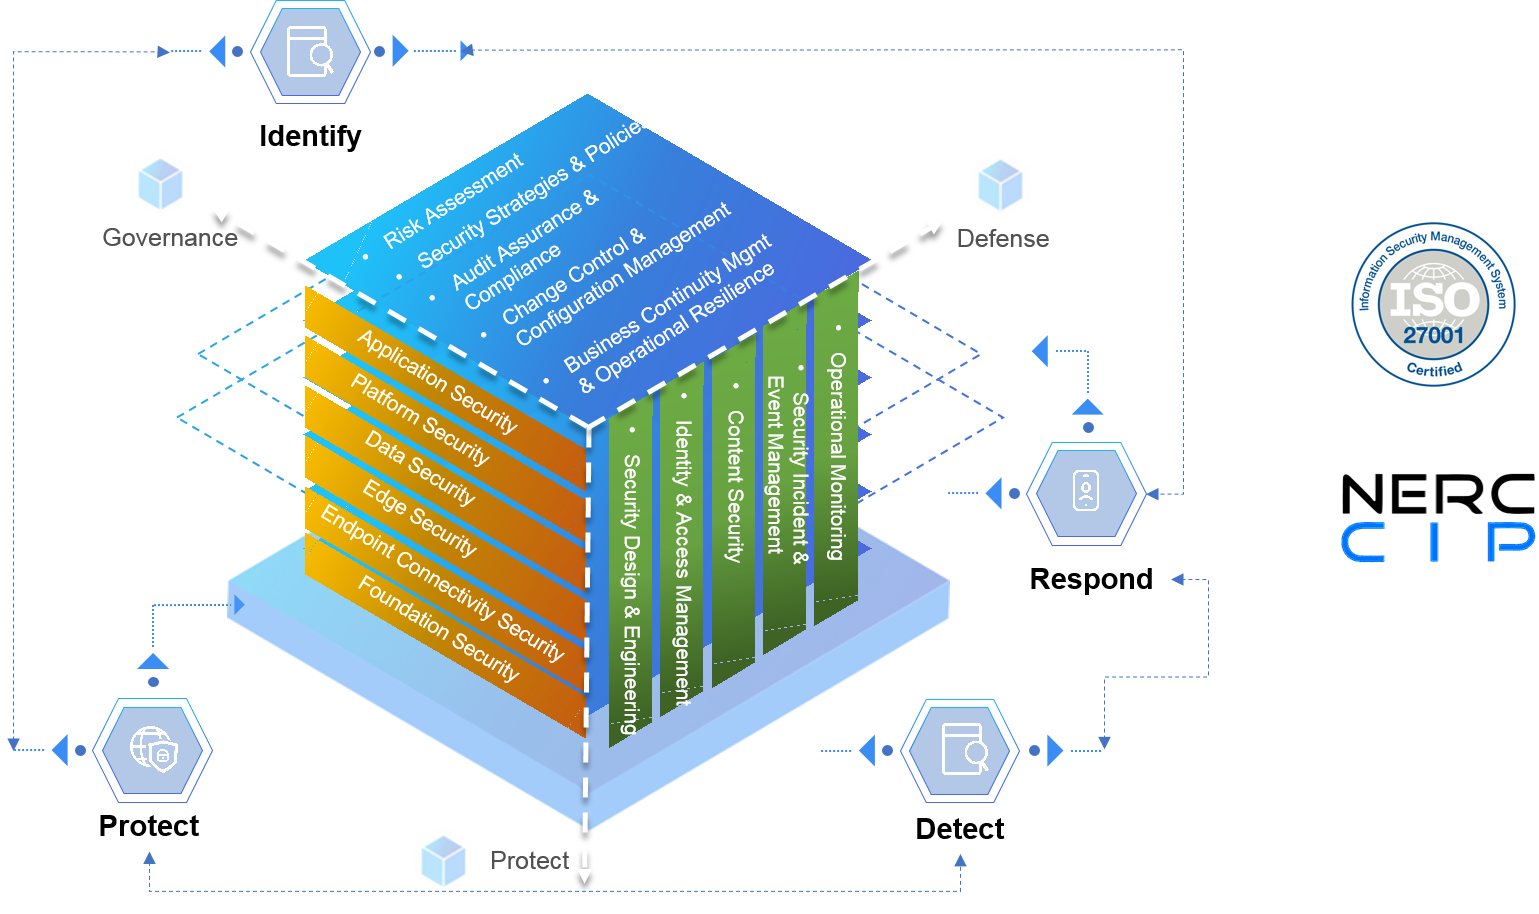 Identify
Governance
Defense
• Risk Assessment
• Security Strategies & Policie
• Audit Assurance &
Compliance
• Change Control &
Configuration Management
• Business Continuity Mgmt
& Operational Resilience
Application Security
Platform Security
Data Security
Edge Security
Endpoint Connectivity Security
Foundation Security
• Security Design & Engineering
• Identity & Access Management
• Content Security
• Security Incident &
Event Management
• Operational Monitoring
Respond
Protect
Detect
Protect
Information Security Management System
ISO
27001
Certified
NERC
CIP